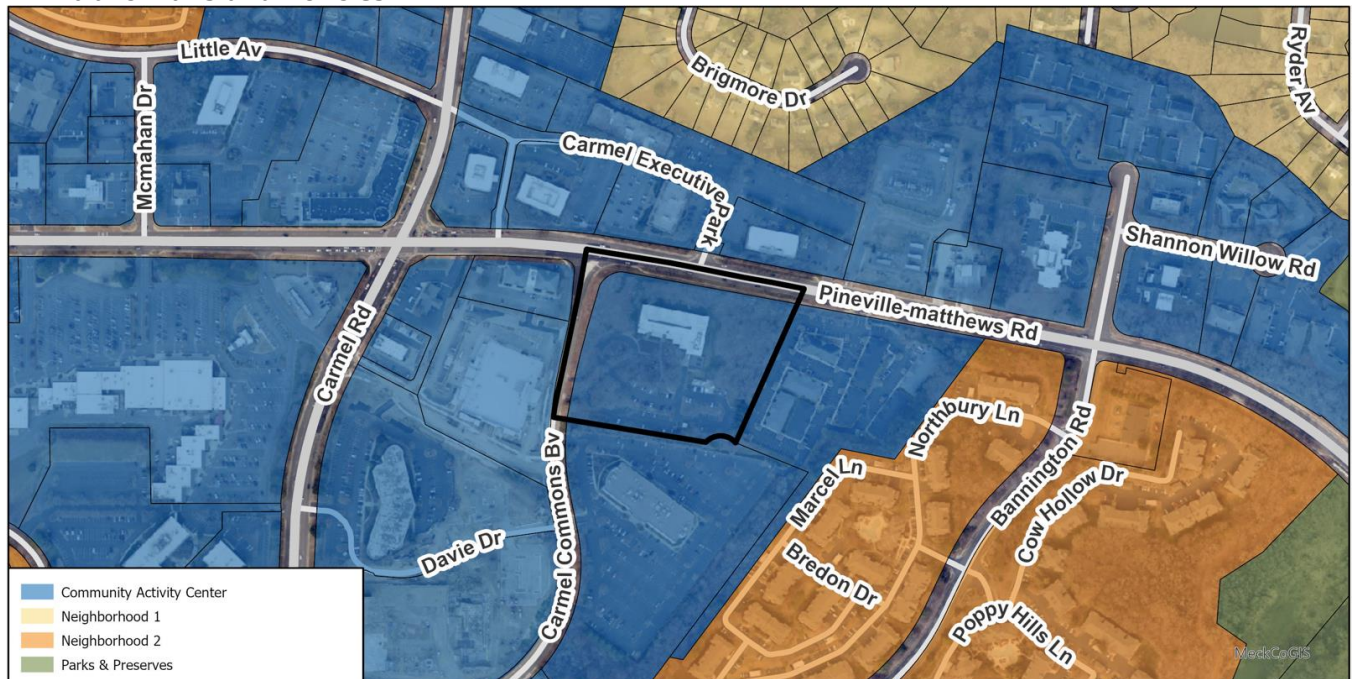 Little Av
Mcmahan Dr
Brigmore Dr
Ryder Av
Carmel Executive
Park
Shannon Willow Rd
Pineville-matthews Rd
Carmel Rd
Northbury Ln
Bannington Rd
Marcel Ln
Cow Hollow Dr
Carmel Commons Bv
Davie Dr
Bredon Dr
Poppy Hills Ln
Community Activity Center
Neighborhood 1
Neighborhood 2
Parks & Preserves
MeckCoGIS